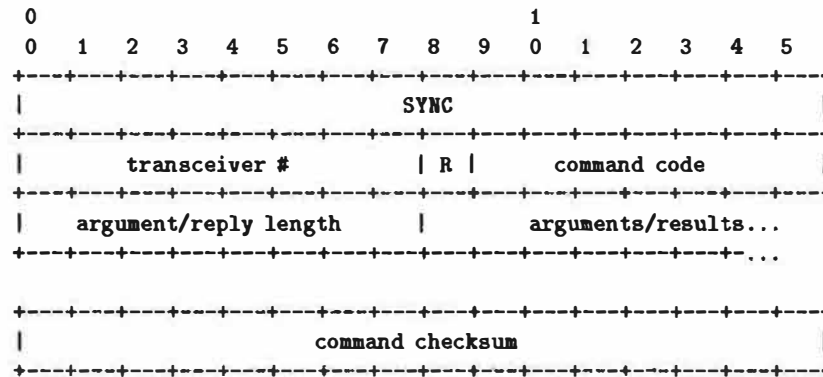 0 1
0 1 2 3 4 5 6 7 8 9 0 1 2 3 4 5
+---+---+---+---+---+---+---+---+---+---+---+---+---+---+---+---+
| SYNC |
+---+---+---+---+---+---+---+---+---+---+---+---+---+---+---+---+
| transceiver # | R | command code |
+---+---+---+---+---+---+---+---+---+---+---+---+---+---+---+---+
| argument/reply length | arguments/results...
+---+---+---+---+---+---+---+---+---+---+---+---+---+---+-...
+---+---+---+---+---+---+---+---+---+---+---+---+---+---+---+---+
| command checksum |
+---+---+---+---+---+---+---+---+---+---+---+---+---+---+---+---+